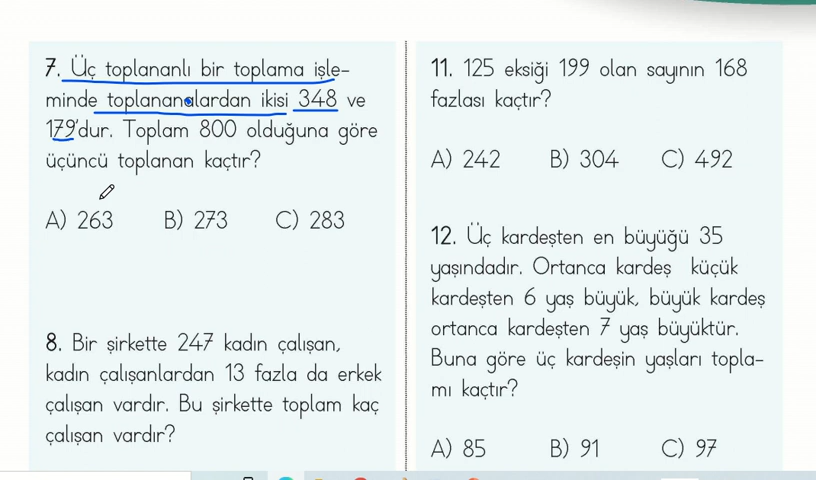 7. Üç toplananlı bir toplama işle-
minde toplananalardan ikisi 348 ve
179'dur. Toplam 800 olduğuna göre
üçüncü toplanan kaçtır?
A) 263 B) 273 C) 283
8. Bir şirkette 247 kadın çalışan,
kadın çalışanlardan 13 fazla da erkek
çalışan vardır. Bu şirkette toplam kaç
çalışan vardır?
11. 125 eksiği 199 olan sayının 168
fazlası kaçtır?
A) 242 B) 304 C) 492
12. Üç kardeşten en büyüğü 35
yaşındadır. Ortanca kardeş küçük
kardeşten 6 yaş büyük, büyük kardeş
ortanca kardeşten 7 yaş büyüktür.
Buna göre üç kardeşin yaşları topla-
mı kaçtır?
A) 85 B) 91 C) 97